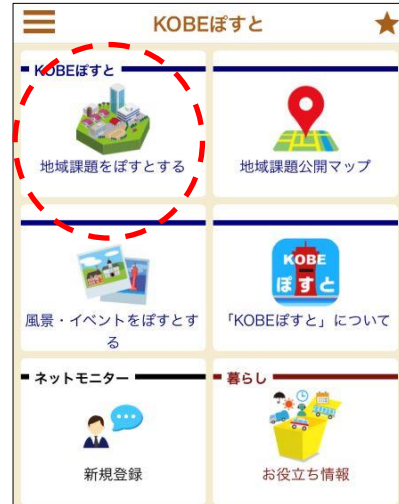 KOBEぽすと
KOBEぽすと
地域課題をぽすとする
地域課題公開マップ
風景・イベントをぽすとす
る
KOBE
ぽすと
「KOBEぽすと」について
ネットモニター
新規登録
暮らし
お役立ち情報